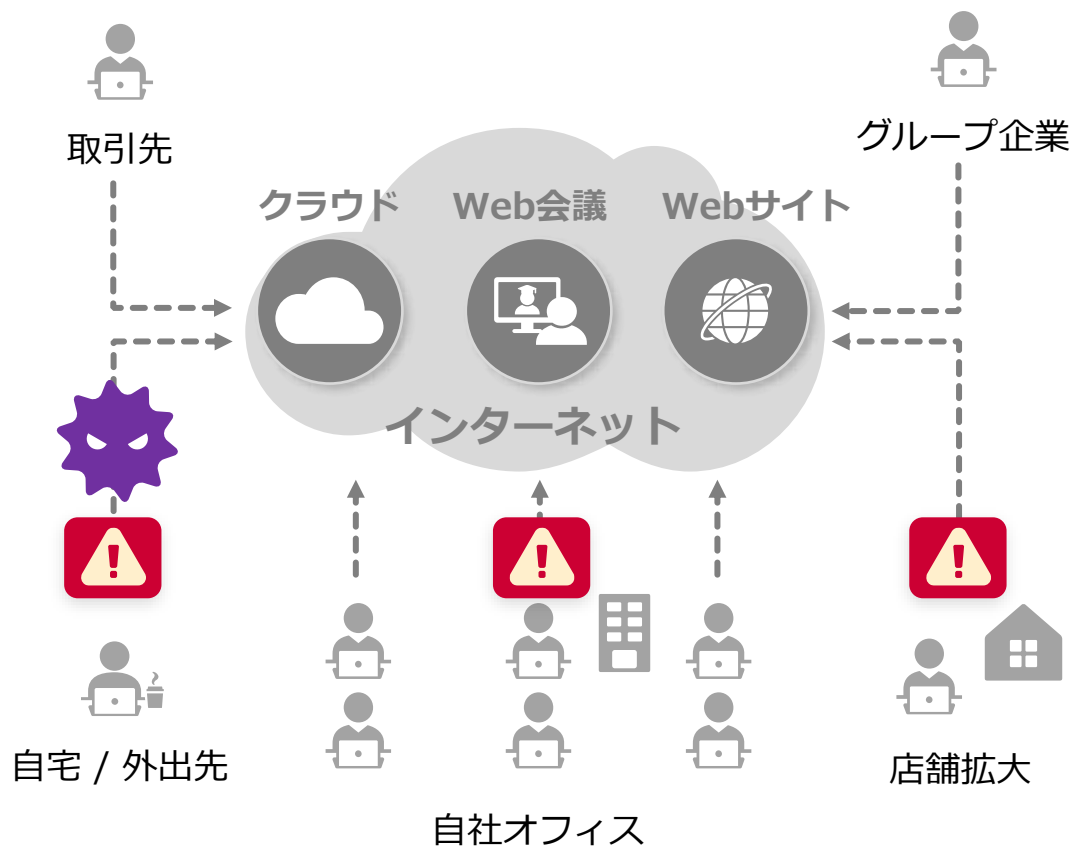 取引先
グループ企業
クラウド
Web会議
Webサイト
インターネット
自宅 / 外出先
店舗拡大
自社オフィス